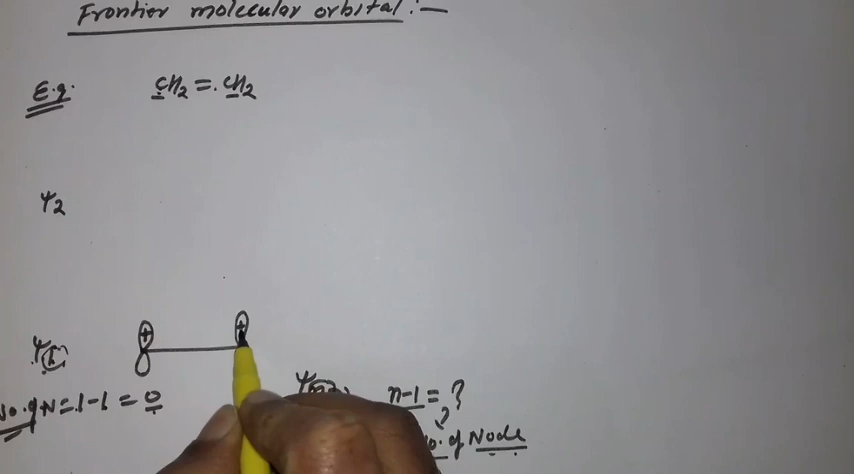 Frontier molecular orbital :-
E.g. CH2 = CH2
Ψ2
+ +
Ψ1
No. of N = 1-1 = 0
n-1 = ?
?
No. of Node